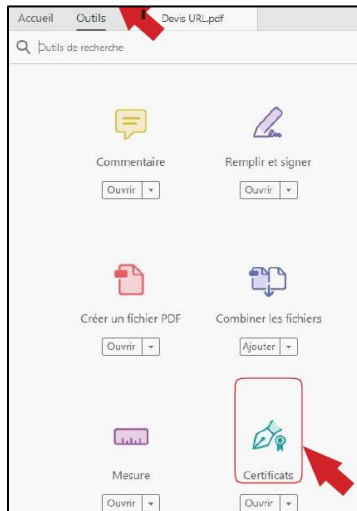 Accueil Outils Devis URL.pdf
Outils de recherche
Commentaire Remplir et signer
Ouvrir Ouvrir
Créer un fichier PDF Combiner les fichiers
Ouvrir Ajouter
Mesure Certificats
Ouvrir Ouvrir